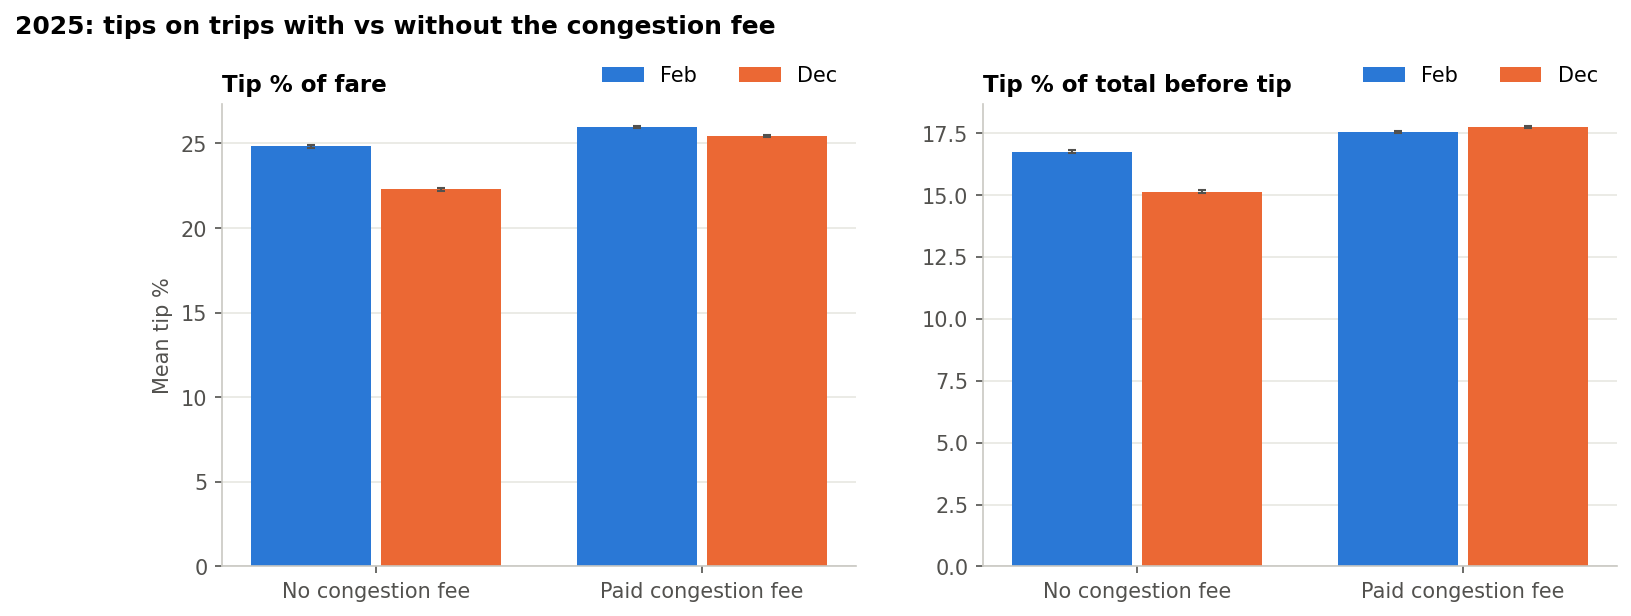 2025: tips on trips with vs without the congestion fee
Tip % of fare
Feb
Dec
Mean tip %
25
20
15
10
5
0
No congestion fee
Paid congestion fee
Tip % of total before tip
Feb
Dec
17.5
15.0
12.5
10.0
7.5
5.0
2.5
0.0
No congestion fee
Paid congestion fee